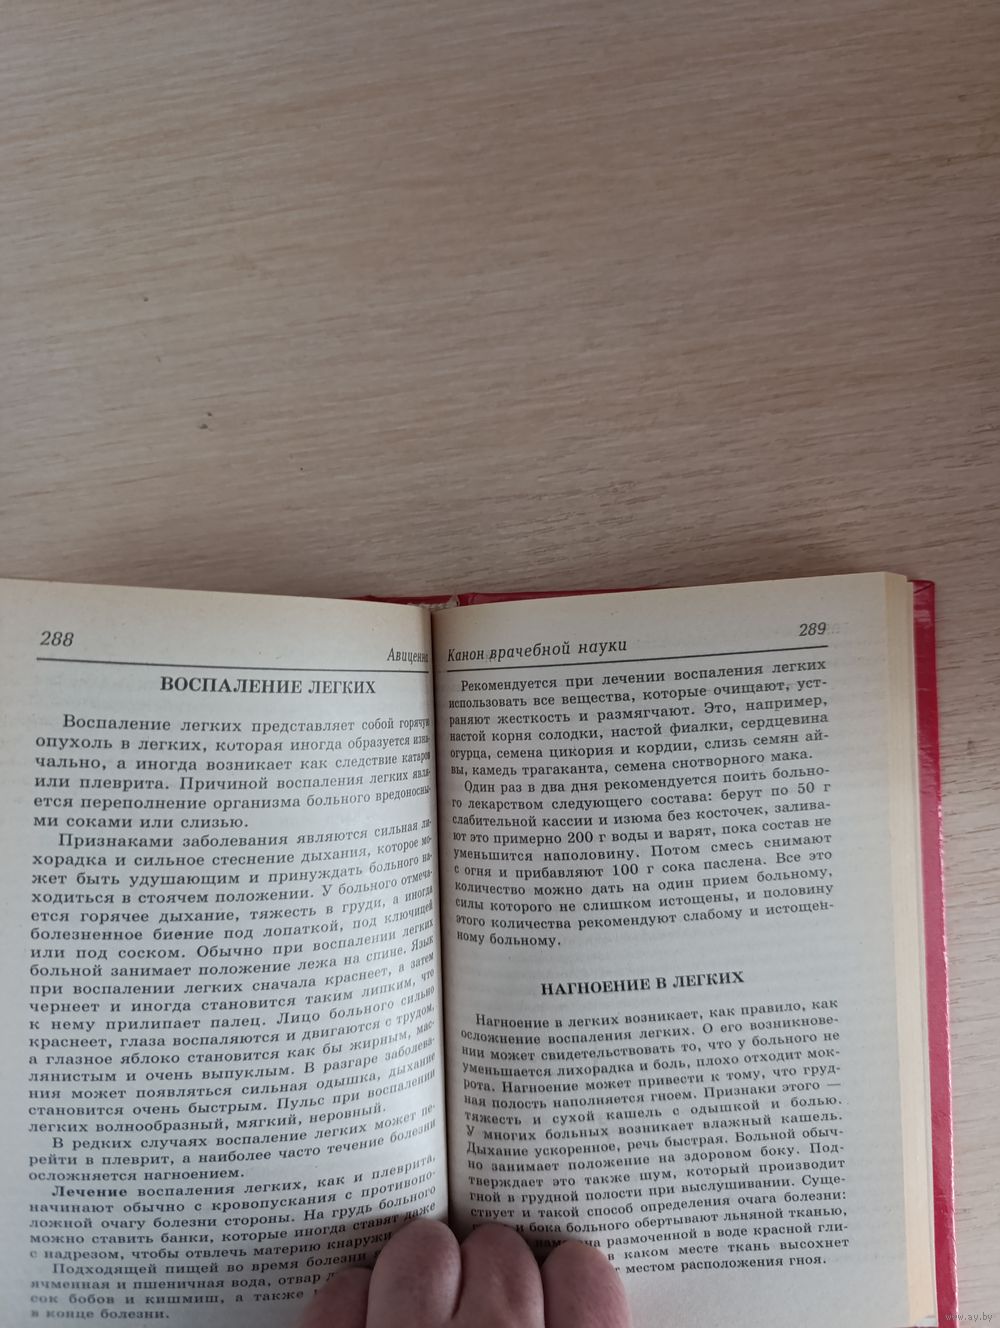 288
Авиценна
ВОСПАЛЕНИЕ ЛЕГКИХ
Воспаление легких представляет собой горячую
опухоль в легких, которая иногда образуется изна-
чально, а иногда возникает как следствие катаров
или плеврита. Причиной воспаления легких явля-
ется переполнение организма больного вредоносны-
ми соками или слизью.
Признаками заболевания являются сильная ли-
хорадка и сильное стеснение дыхания, которое мо-
жет быть удушающим и принуждать больного на-
ходиться в стоячем положении. У больного отмеча-
ется горячее дыхание, тяжесть в груди, а иногда
болезненное биение под лопаткой, под ключицей
или под соском. Обычно при воспалении легких
больной занимает положение лежа на спине. Язык
при воспалении легких сначала краснеет, а затем
чернеет и иногда становится таким липким, что
к нему прилипает палец. Лицо больного сильно
краснеет, глаза воспаляются и двигаются с трудом,
а глазное яблоко становится как бы жирным, мас-
лянистым и очень выпуклым. В разгаре заболева-
ния может появляться сильная одышка, дыхание
становится очень быстрым. Пульс при воспалении
легких волнообразный, мягкий, неровный.
В редких случаях воспаление легких может пе-
рейти в плеврит, а наиболее часто течение болезни
осложняется нагноением.
Лечение воспаления легких, как и плеврита,
начинают обычно с кровопускания с противопо-
ложной очагу болезни стороны. На грудь больного
можно ставить банки, которые иногда ставят даже
с надрезом, чтобы отвлечь материю кнаружи
Подходящей пищей во время болезни
ячменная и пшеничная вода, отвар
сок бобов и кишмиш, а также
в конце болезни.
Канон врачебной науки
289
Рекомендуется при лечении воспаления легких
использовать все вещества, которые очищают, уст-
раняют жесткость и размягчают. Это, например,
настой корня солодки, настой фиалки, сердцевина
огурца, семена цикория и кордии, слизь семян ай-
вы, камедь трагаканта, семена снотворного мака.
Один раз в два дня рекомендуется поить больно-
го лекарством следующего состава: берут по 50 г
слабительной кассии и изюма без косточек, залива-
ют это примерно 200 г воды и варят, пока состав не
уменьшится наполовину. Потом смесь снимают
с огня и прибавляют 100 г сока паслена. Все это
количество можно дать на один прием больному,
силы которого не слишком истощены, и половину
этого количества рекомендуют слабому и истощен-
ному больному.
НАГНОЕНИЕ В ЛЕГКИХ
Нагноение в легких возникает, как правило, как
осложнение воспаления легких. О его возникнове-
нии может свидетельствовать то, что у больного не
уменьшается лихорадка и боль, плохо отходит мок-
рота. Нагноение может привести к тому, что груд-
ная полость наполняется гноем. Признаки этого —
тяжесть и сухой кашель с одышкой и болью.
У многих больных возникает влажный кашель.
Дыхание ускоренное, речь быстрая. Больной обыч-
но занимает положение на здоровом боку. Под-
тверждает это также шум, который производит
гной в грудной полости при выслушивании. Суще-
ствует и такой способ определения очага болезни:
и бока больного обертывают льняной тканью,
размоченной в воде красной гли-
в каком месте ткань высохнет
местом расположения гноя.
www.ay.by